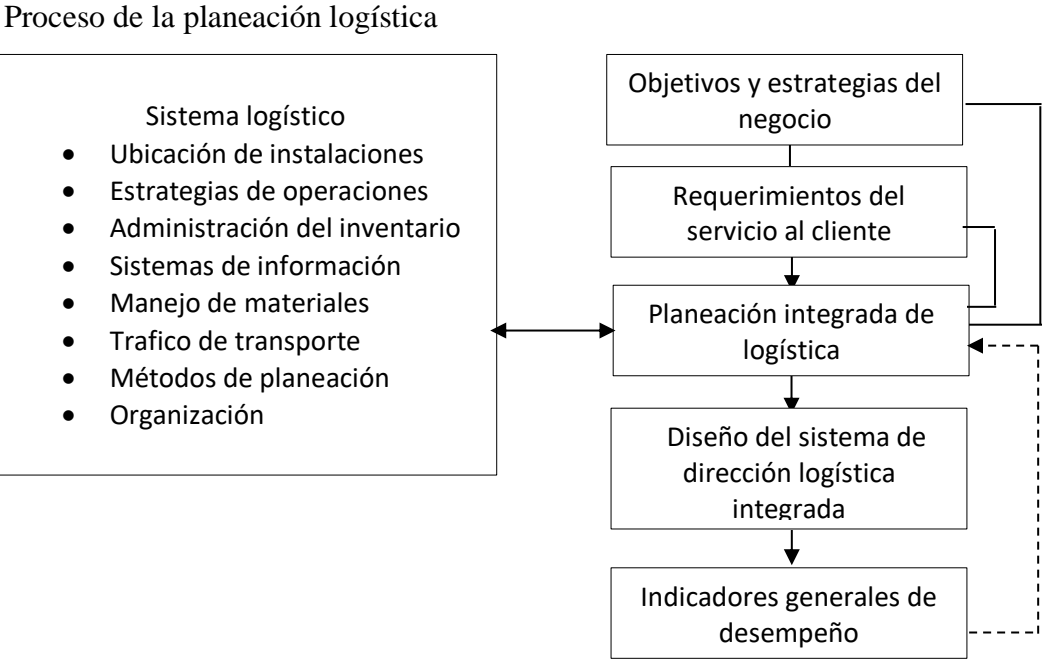 Proceso de la planeación logística
Sistema logístico
• Ubicación de instalaciones
• Estrategias de operaciones
• Administración del inventario
• Sistemas de información
• Manejo de materiales
• Trafico de transporte
• Métodos de planeación
• Organización
Objetivos y estrategias del
negocio
Requerimientos del
servicio al cliente
Planeación integrada de
logística
Diseño del sistema de
dirección logística
integrada
Indicadores generales de
desempeño